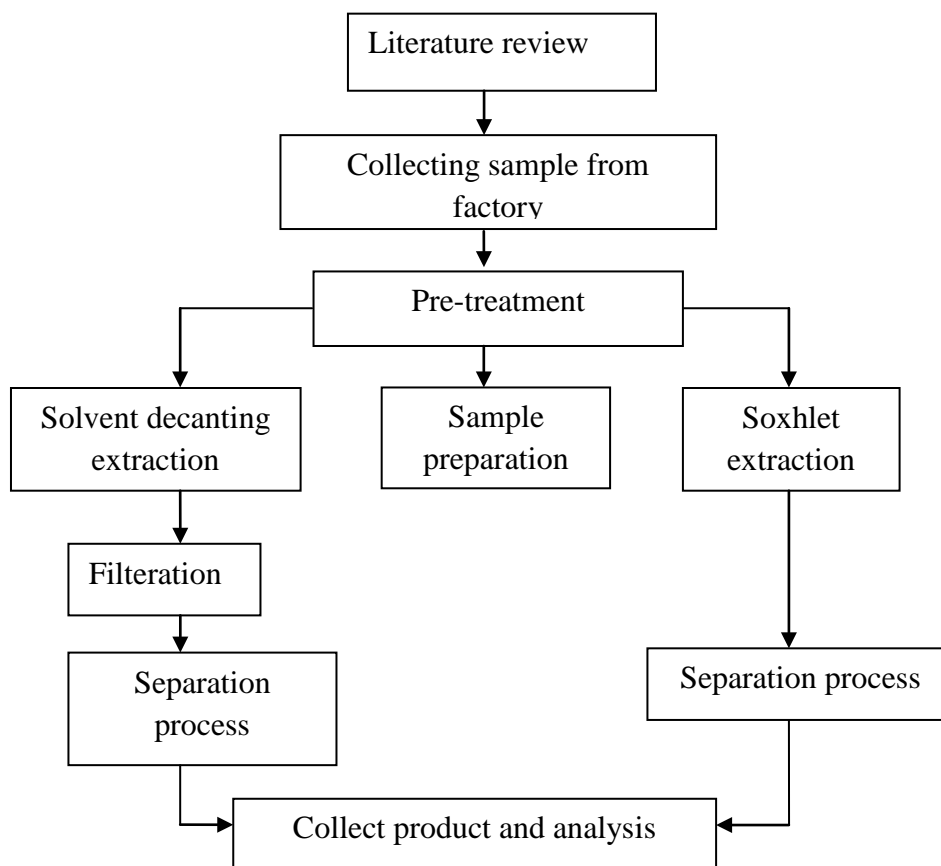 Literature review
Collecting sample from
factory
Pre-treatment
Solvent decanting
extraction
Sample
preparation
Soxhlet
extraction
Filteration
Separation
process
Separation process
Collect product and analysis